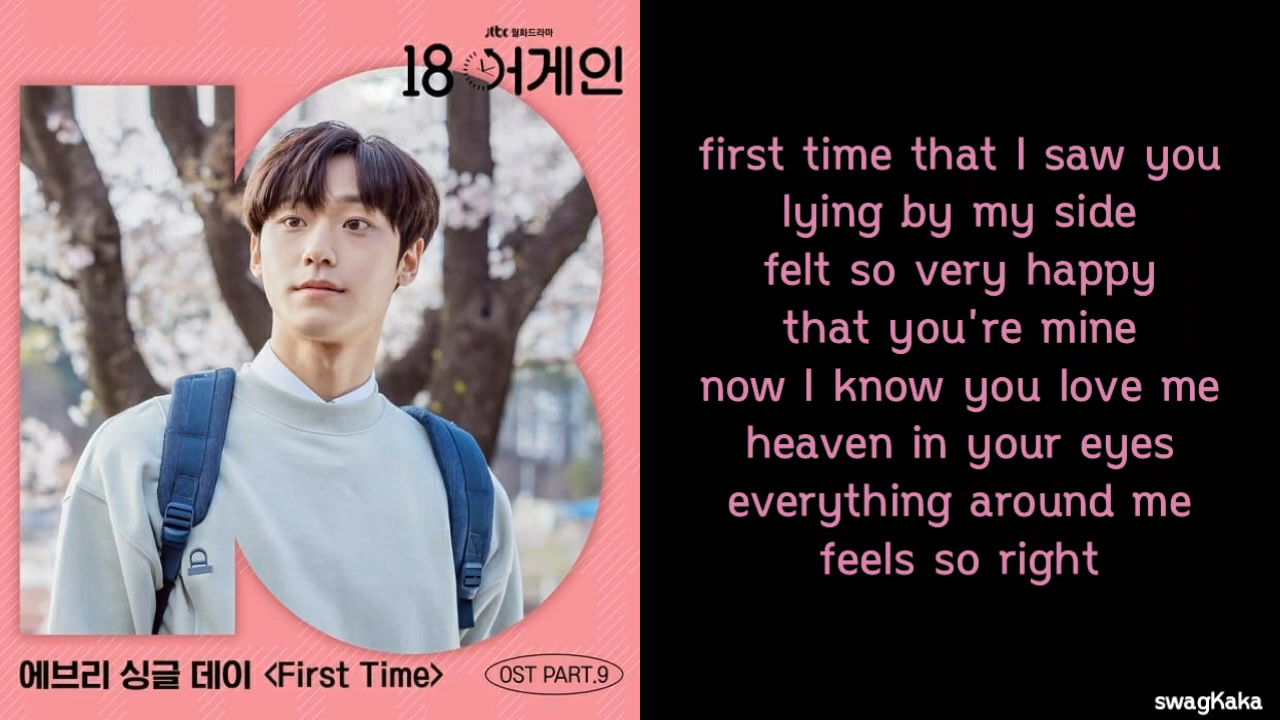 jtbc 월화드라마
18 어게인
에브리 싱글 데이 <First Time>
OST PART.9
first time that I saw you
lying by my side
felt so very happy
that you're mine
now I know you love me
heaven in your eyes
everything around me
feels so right
swagKaka